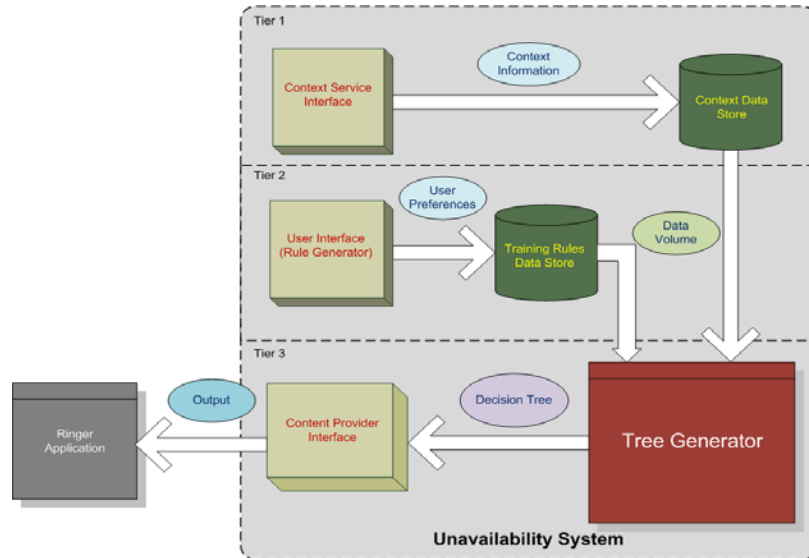 Tier 1
Context Service
Interface
Context
Information
Context Data
Store
Tier 2
User Interface
(Rule Generator)
User
Preferences
Training Rules
Data Store
Data
Volume
Tier 3
Ringer
Application
Output
Content Provider
Interface
Decision Tree
Tree Generator
Unavailability System